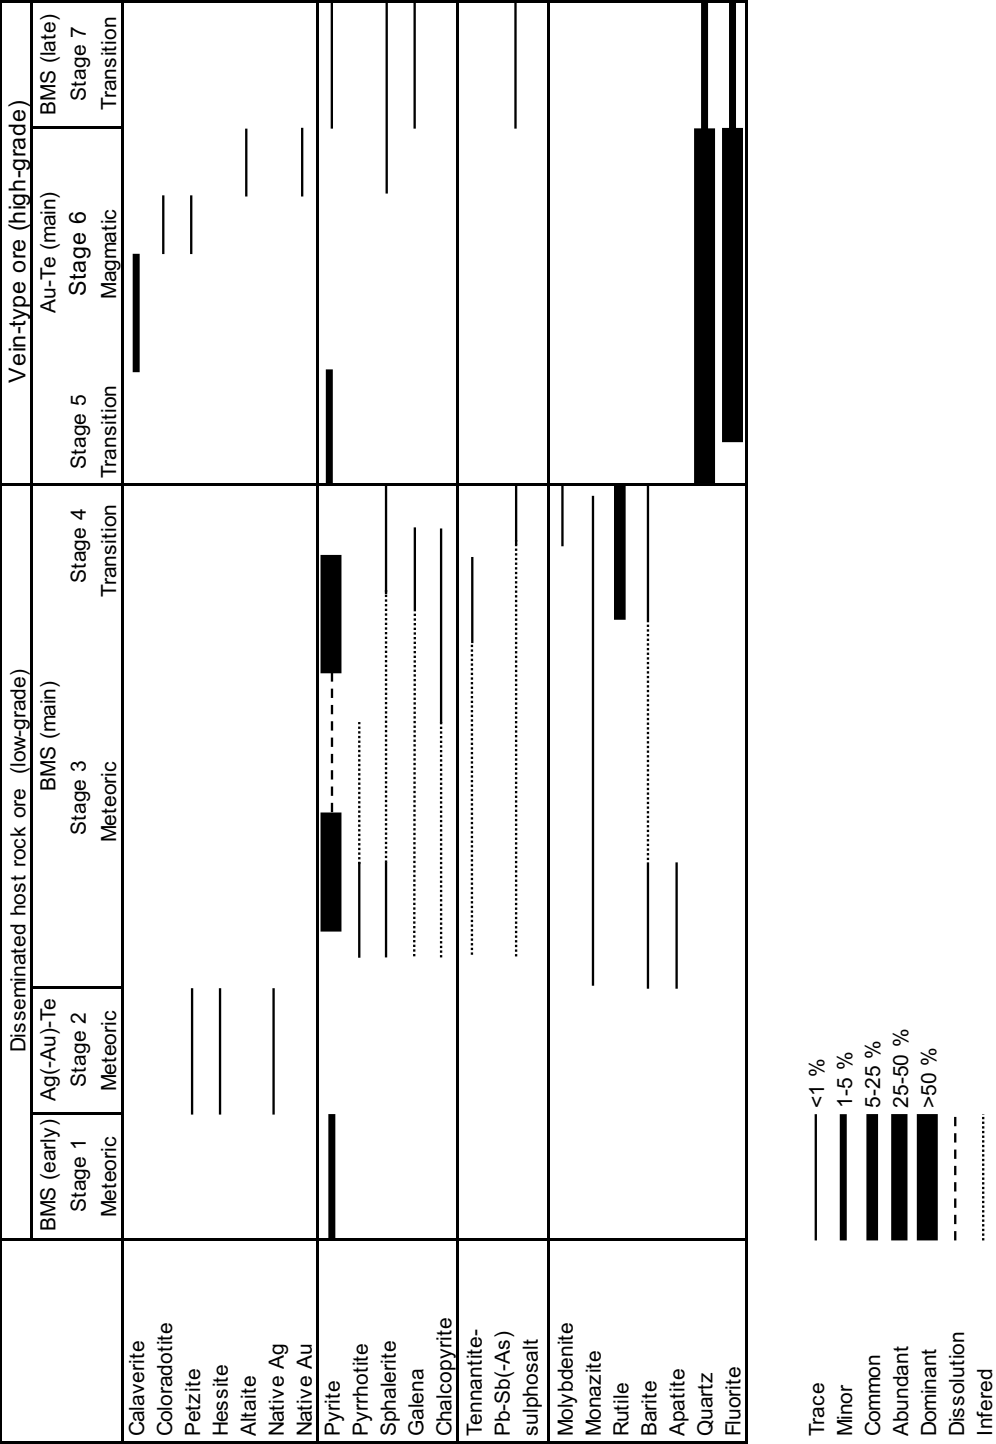 Disseminated host rock ore (low-grade)
Vein-type ore (high-grade)
BMS (early)
Ag(-Au)-Te
BMS (main)
Au-Te (main)
BMS (late)
Stage 1
Stage 2
Stage 3
Stage 4
Stage 5
Stage 6
Stage 7
Meteoric
Meteoric
Meteoric
Transition
Transition
Magmatic
Transition
Calaverite
Coloradotite
Petzite
Hessite
Altaite
Native Ag
Native Au
Pyrite
Pyrrhotite
Sphalerite
Galena
Chalcopyrite
Tennantite-
Pb-Sb(-As)
sulphosalt
Molybdenite
Monazite
Rutile
Barite
Apatite
Quartz
Fluorite
Trace <1 %
Minor 1-5 %
Common 5-25 %
Abundant 25-50 %
Dominant >50 %
Dissolution
Infered